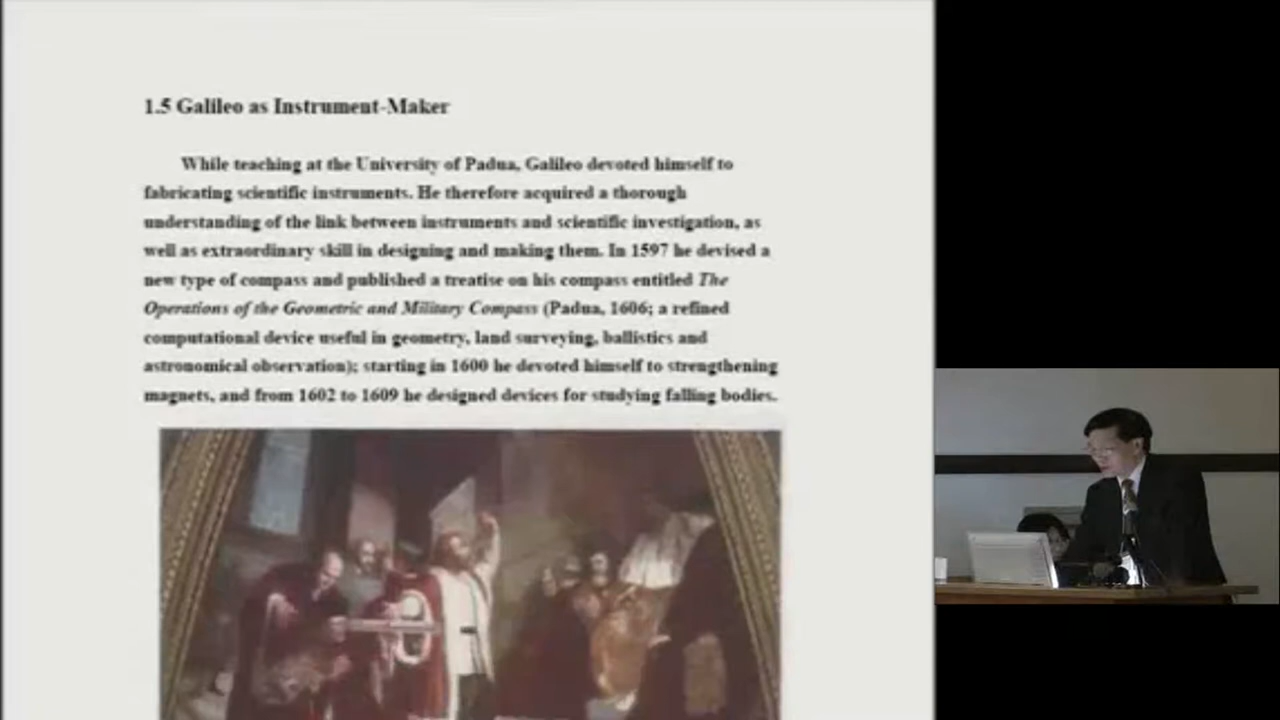 1.5 Galileo as Instrument-Maker
While teaching at the University of Padua, Galileo devoted himself to
fabricating scientific instruments. He therefore acquired a thorough
understanding of the link between instruments and scientific investigation, as
well as extraordinary skill in designing and making them. In 1597 he devised a
new type of compass and published a treatise on his compass entitled The
Operations of the Geometric and Military Compass (Padua, 1606; a refined
computational device useful in geometry, land surveying, ballistics and
astronomical observation); starting in 1600 he devoted himself to strengthening
magnets, and from 1602 to 1609 he designed devices for studying falling bodies.